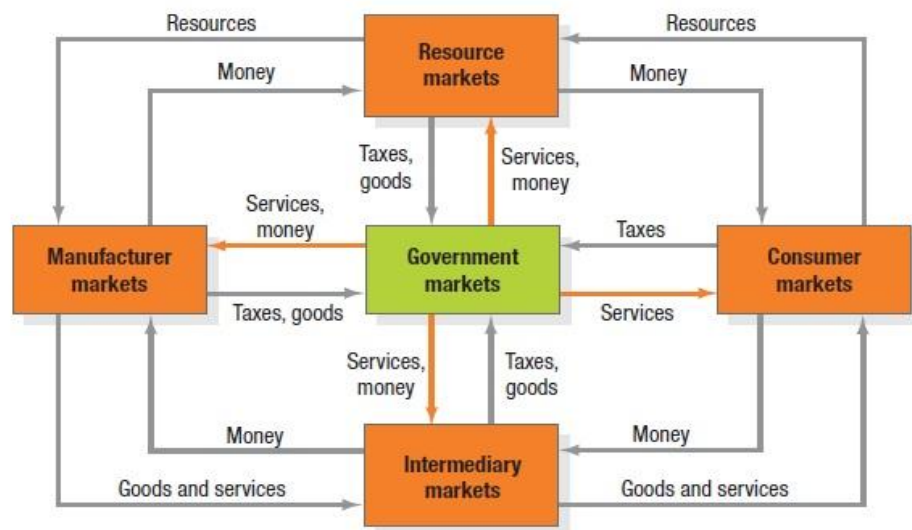 Resources
Resources
Resource
markets
Money
Money
Taxes,
goods
Services,
money
Services,
money
Taxes
Manufacturer
markets
Government
markets
Consumer
markets
Taxes, goods
Services
Services,
money
Taxes,
goods
Money
Money
Intermediary
markets
Goods and services
Goods and services